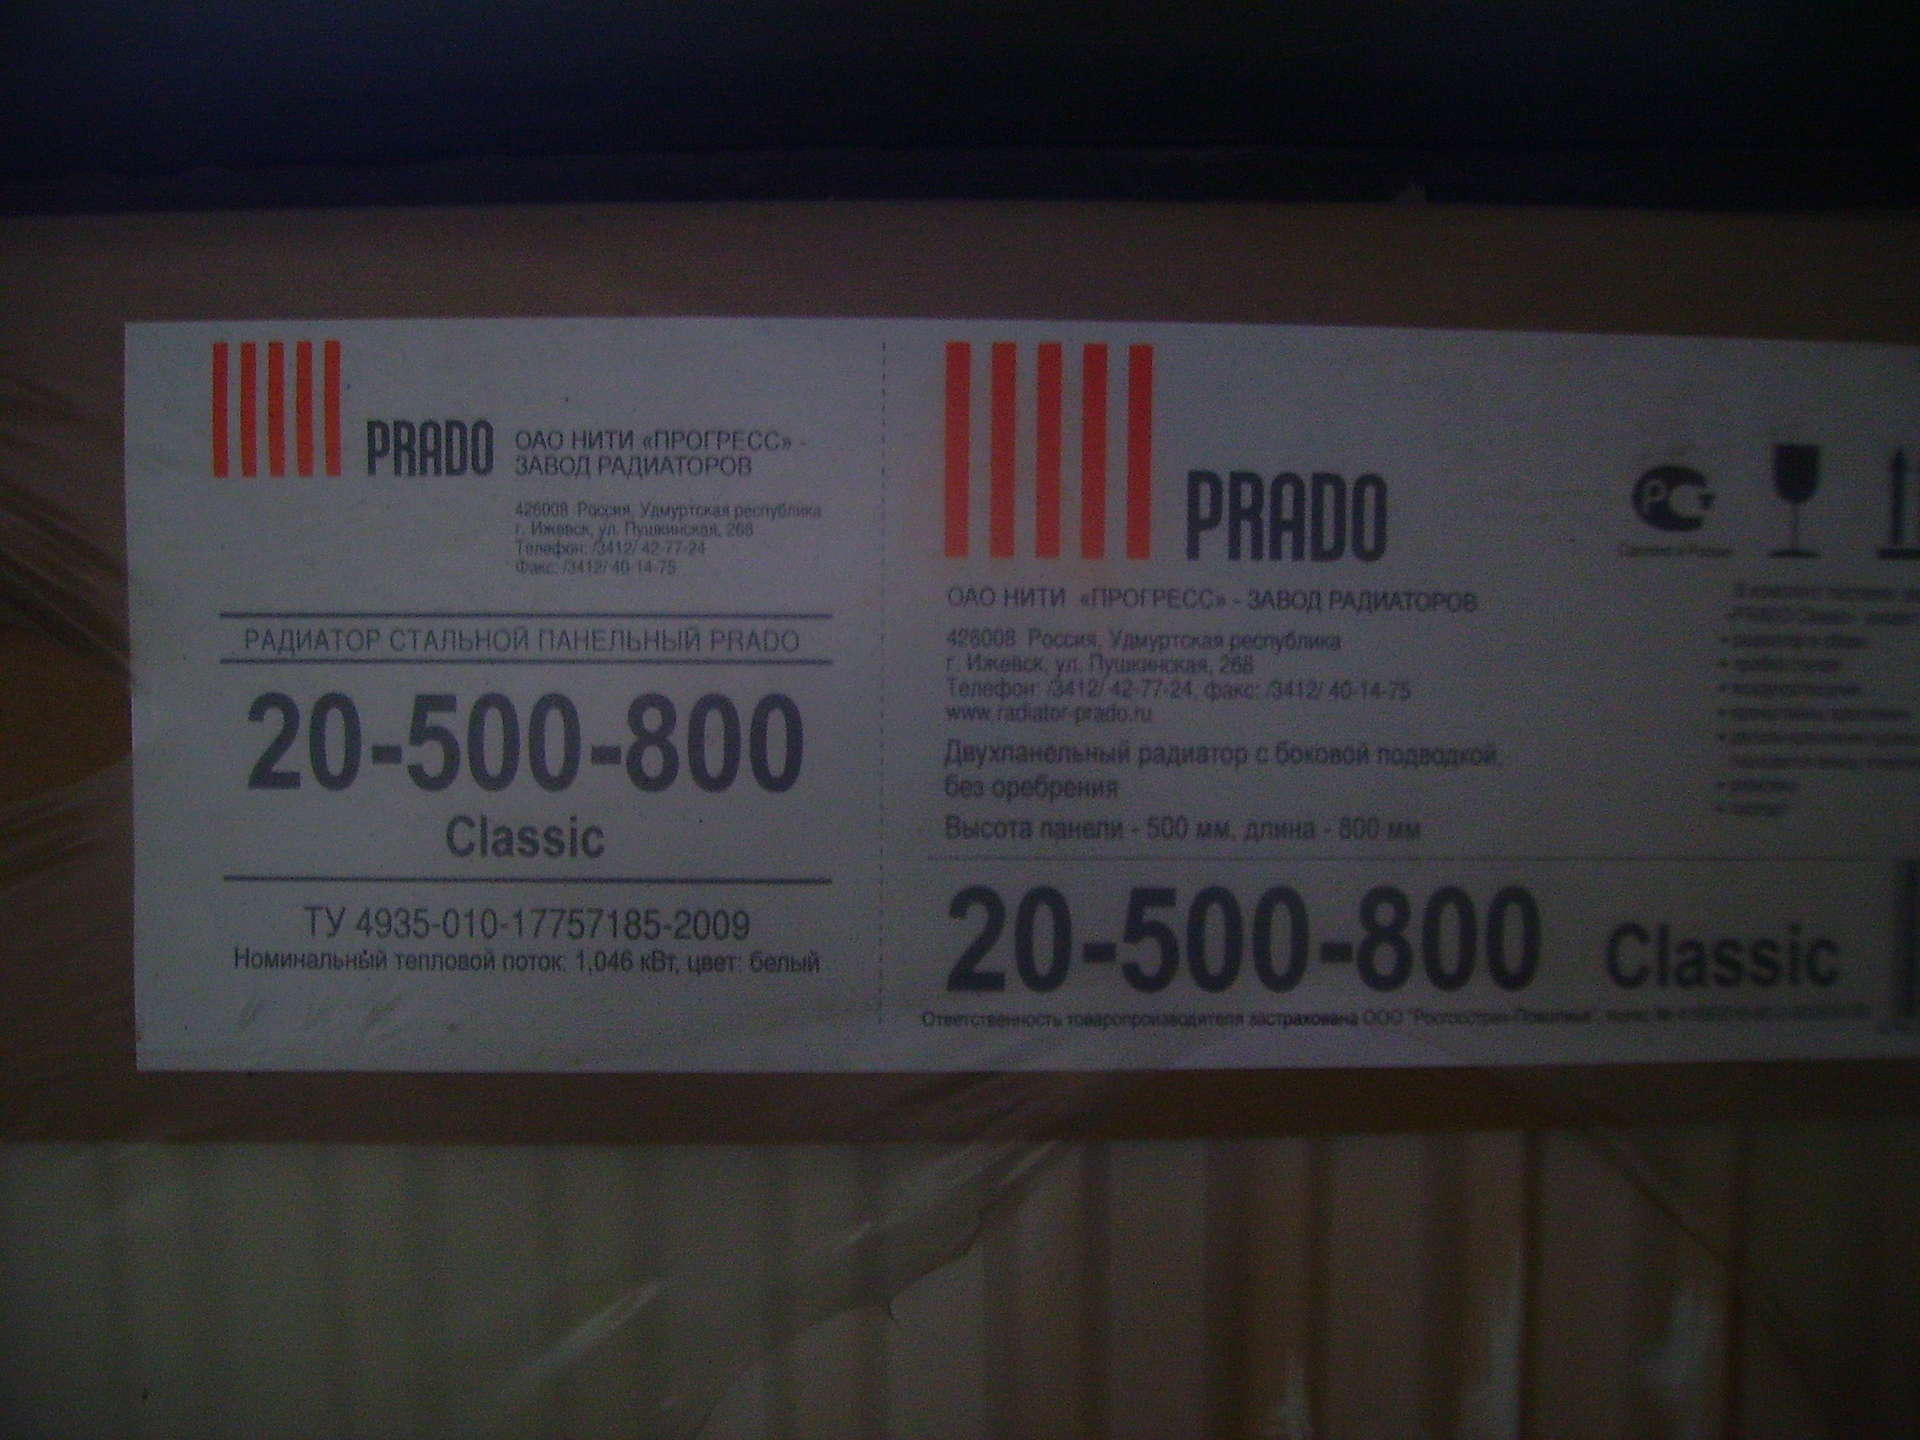 PRADO
ОАО НИТИ «ПРОГРЕСС» -
ЗАВОД РАДИАТОРОВ
426008 Россия, Удмуртская республика
г. Ижевск, ул. Пушкинская, 268
Телефон: /3412/ 42-77-24
Факс: /3412/ 40-14-75
РАДИАТОР СТАЛЬНОЙ ПАНЕЛЬНЫЙ PRADO
20-500-800
Classic
ТУ 4935-010-17757185-2009
Номинальный тепловой поток: 1,046 кВт, цвет: белый
PRADO
ОАО НИТИ «ПРОГРЕСС» - ЗАВОД РАДИАТОРОВ
426008 Россия, Удмуртская республика
г. Ижевск, ул. Пушкинская, 268
Телефон: /3412/ 42-77-24, факс: /3412/ 40-14-75
www.radiator-prado.ru
Двухпанельный радиатор с боковой подводкой,
без оребрения
Высота панели - 500 мм, длина - 800 мм
20-500-800 Classic
Ответственность товаропроизводителя застрахована ООО
РСТ